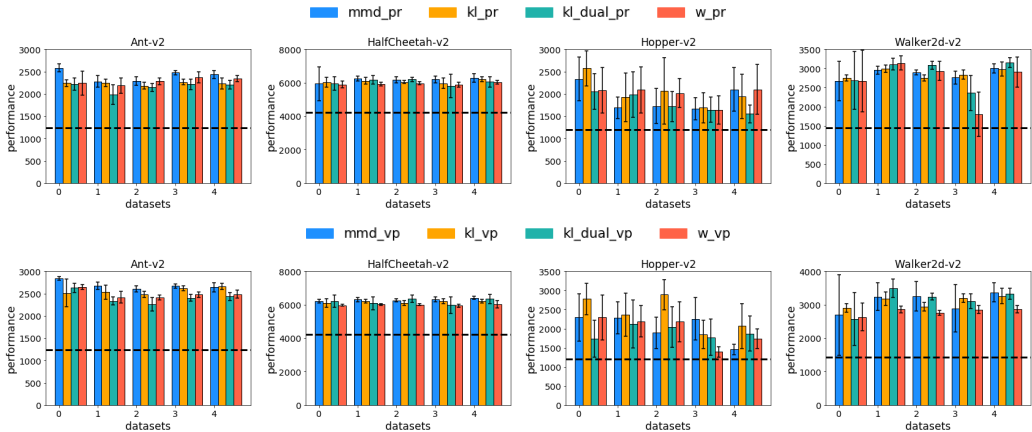 mmd_pr kl_pr kl_dual_pr w_pr
Ant-v2
performance
3000
2500
2000
1500
1000
500
0
0 1 2 3 4
datasets
HalfCheetah-v2
performance
8000
6000
4000
2000
0
0 1 2 3 4
datasets
Hopper-v2
performance
3000
2500
2000
1500
1000
500
0
0 1 2 3 4
datasets
Walker2d-v2
performance
3500
3000
2500
2000
1500
1000
500
0
0 1 2 3 4
datasets
mmd_vp kl_vp kl_dual_vp w_vp
Ant-v2
performance
3000
2500
2000
1500
1000
500
0
0 1 2 3 4
datasets
HalfCheetah-v2
performance
8000
6000
4000
2000
0
0 1 2 3 4
datasets
Hopper-v2
performance
3500
3000
2500
2000
1500
1000
500
0
0 1 2 3 4
datasets
Walker2d-v2
performance
4000
3000
2000
1000
0
0 1 2 3 4
datasets